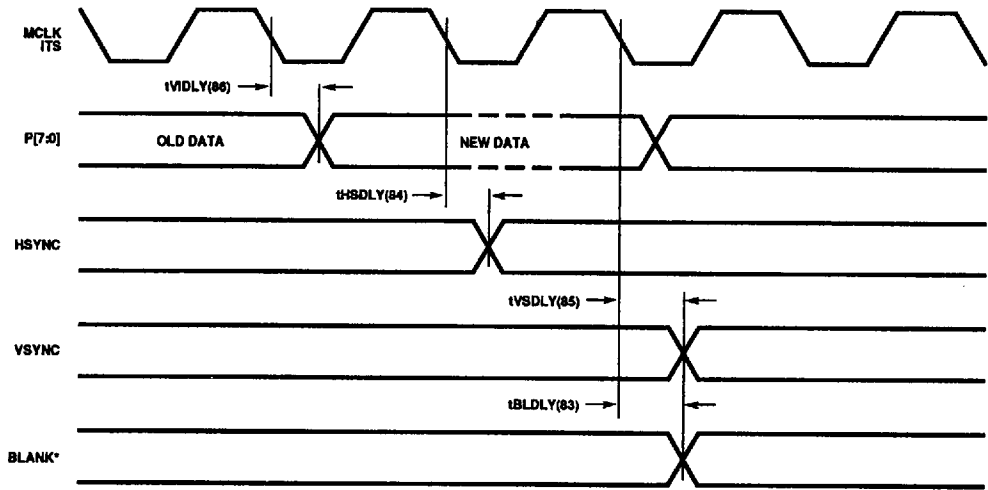 MCLK
ITS
tVIDLY(86)
P[7:0]
OLD DATA
NEW DATA
tHSDLY(84)
HSYNC
tVSDLY(85)
VSYNC
tBLDLY(83)
BLANK*